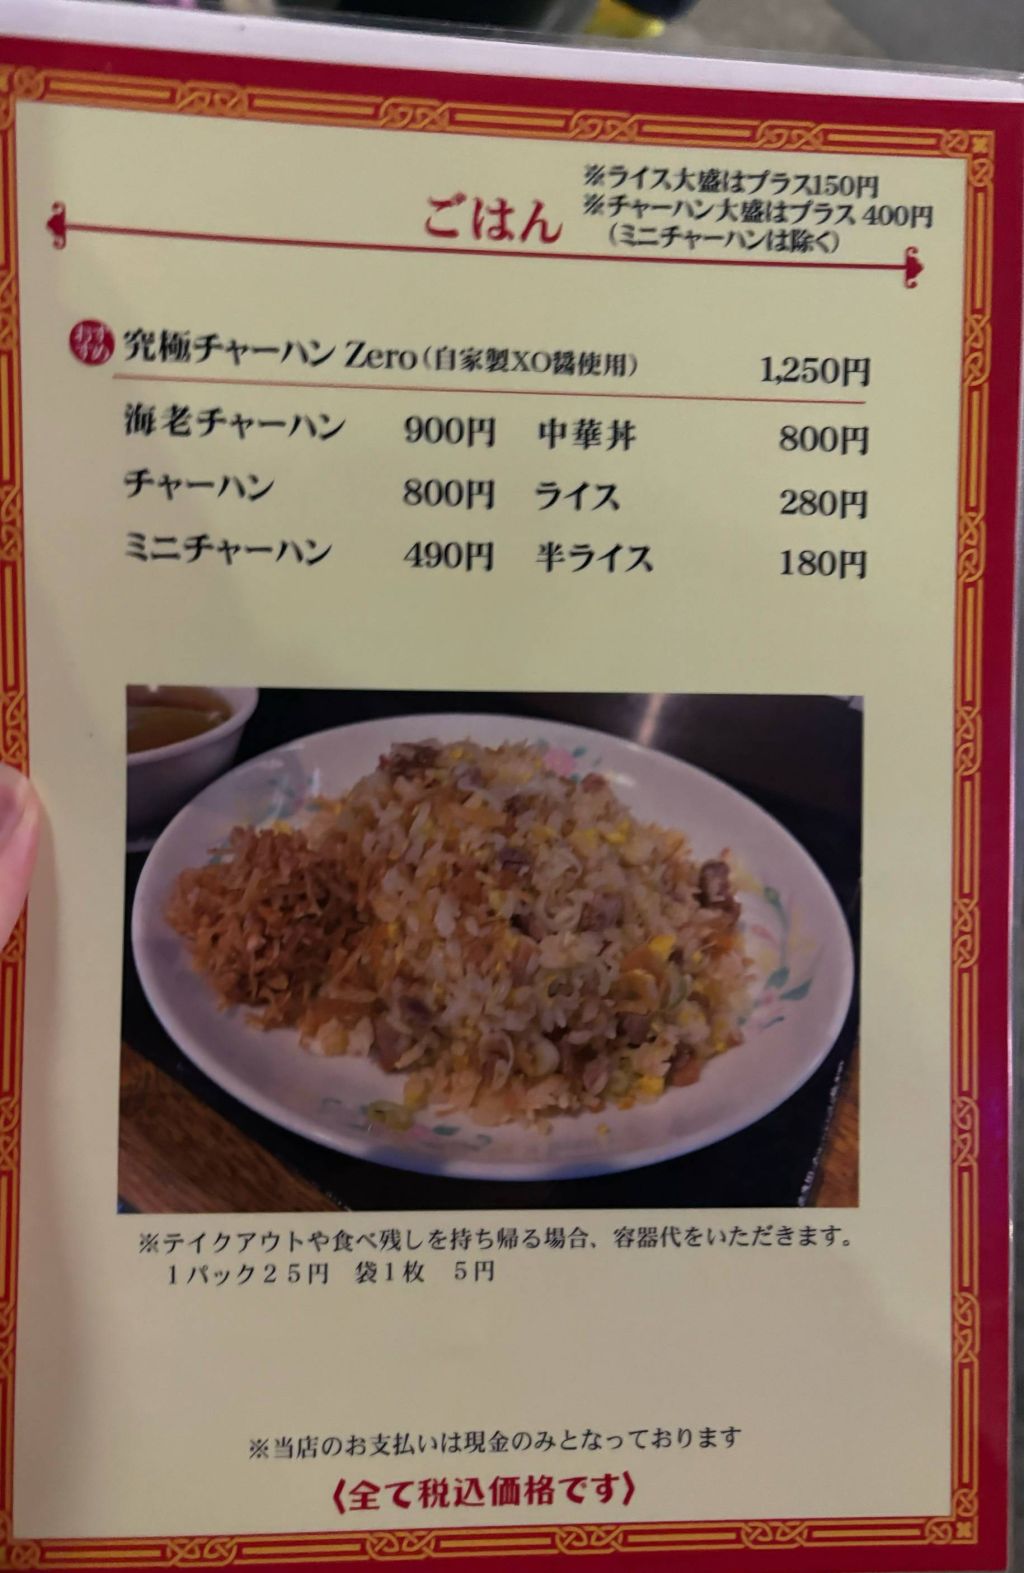 ※ライス大盛はプラス150円
ごはん ※チャーハン大盛はプラス 400円
(ミニチャーハンは除く)
おすすめ 究極チャーハン Zero(自家製XO醬使用) 1,250円
海老チャーハン 900円 中華丼 800円
チャーハン 800円 ライス 280円
ミニチャーハン 490円 半ライス 180円
※テイクアウトや食べ残しを持ち帰る場合、容器代をいただきます。
1パック25円 袋1枚 5円
※当店のお支払いは現金のみとなっております
〈全て税込価格です〉